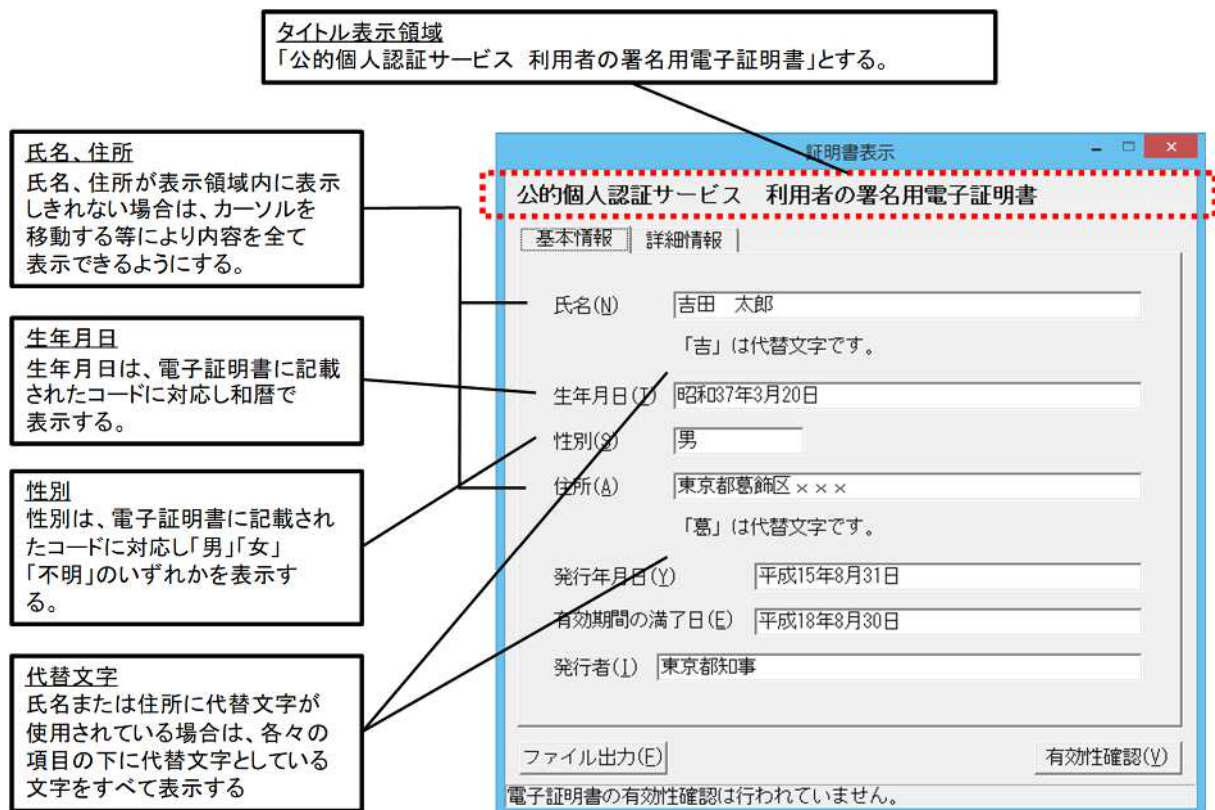 タイトル表示領域
「公的個人認証サービス　利用者の署名用電子証明書」とする。
氏名、住所
氏名、住所が表示領域内に表示
しきれない場合は、カーソルを
移動する等により内容を全て
表示できるようにする。
生年月日
生年月日は、電子証明書に記載
されたコードに対応し和暦で
表示する。
性別
性別は、電子証明書に記載され
たコードに対応し「男」「女」
「不明」のいずれかを表示す
る。
代替文字
氏名または住所に代替文字が
使用されている場合は、各々の
項目の下に代替文字としている
文字をすべて表示する
証明書表示
公的個人認証サービス　利用者の署名用電子証明書
基本情報　詳細情報
氏名(N)　吉田　太郎
「吉」は代替文字です。
生年月日(T)　昭和37年3月20日
性別(S)　男
住所(A)　東京都葛飾区×××
「葛」は代替文字です。
発行年月日(Y)　平成15年8月31日
有効期間の満了日(E)　平成18年8月30日
発行者(I)　東京都知事
ファイル出力(F)　有効性確認(V)
電子証明書の有効性確認は行われていません。